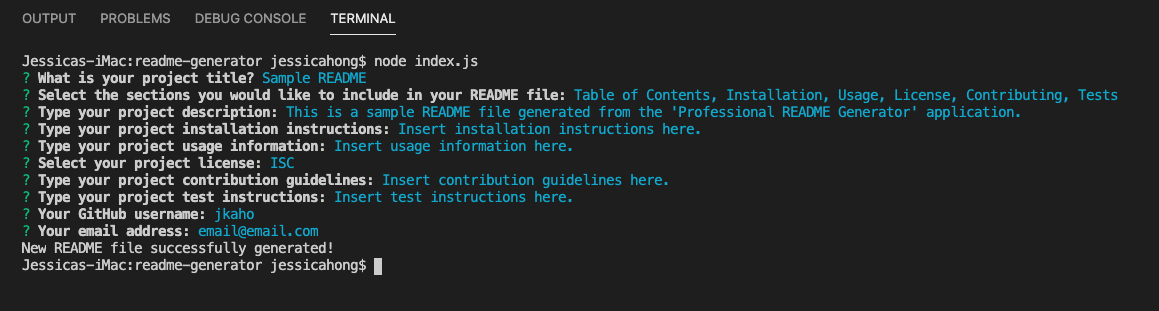 OUTPUT PROBLEMS DEBUG CONSOLE TERMINAL
Jessicas-iMac:readme-generator jessicahong$ node index.js
? What is your project title? Sample README
? Select the sections you would like to include in your README file: Table of Contents, Installation, Usage, License, Contributing, Tests
? Type your project description: This is a sample README file generated from the 'Professional README Generator' application.
? Type your project installation instructions: Insert installation instructions here.
? Type your project usage information: Insert usage information here.
? Select your project license: ISC
? Type your project contribution guidelines: Insert contribution guidelines here.
? Type your project test instructions: Insert test instructions here.
? Your GitHub username: jkaho
? Your email address: email@email.com
New README file successfully generated!
Jessicas-iMac:readme-generator jessicahong$